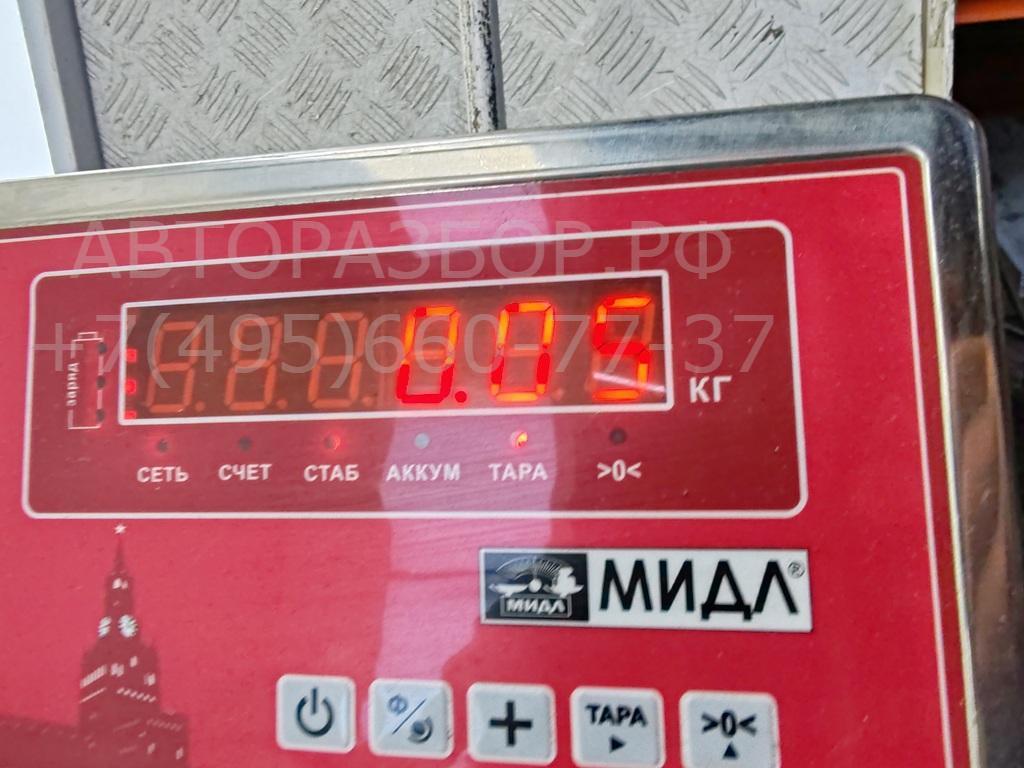 АВТОРАЗБОР.РФ
+7(495)660-77-37
заряд
0.05
КГ
СЕТЬ СЧЕТ СТАБ АККУМ ТАРА >0<
МИДЛ МИДЛ®
Ф ТАРА >0<